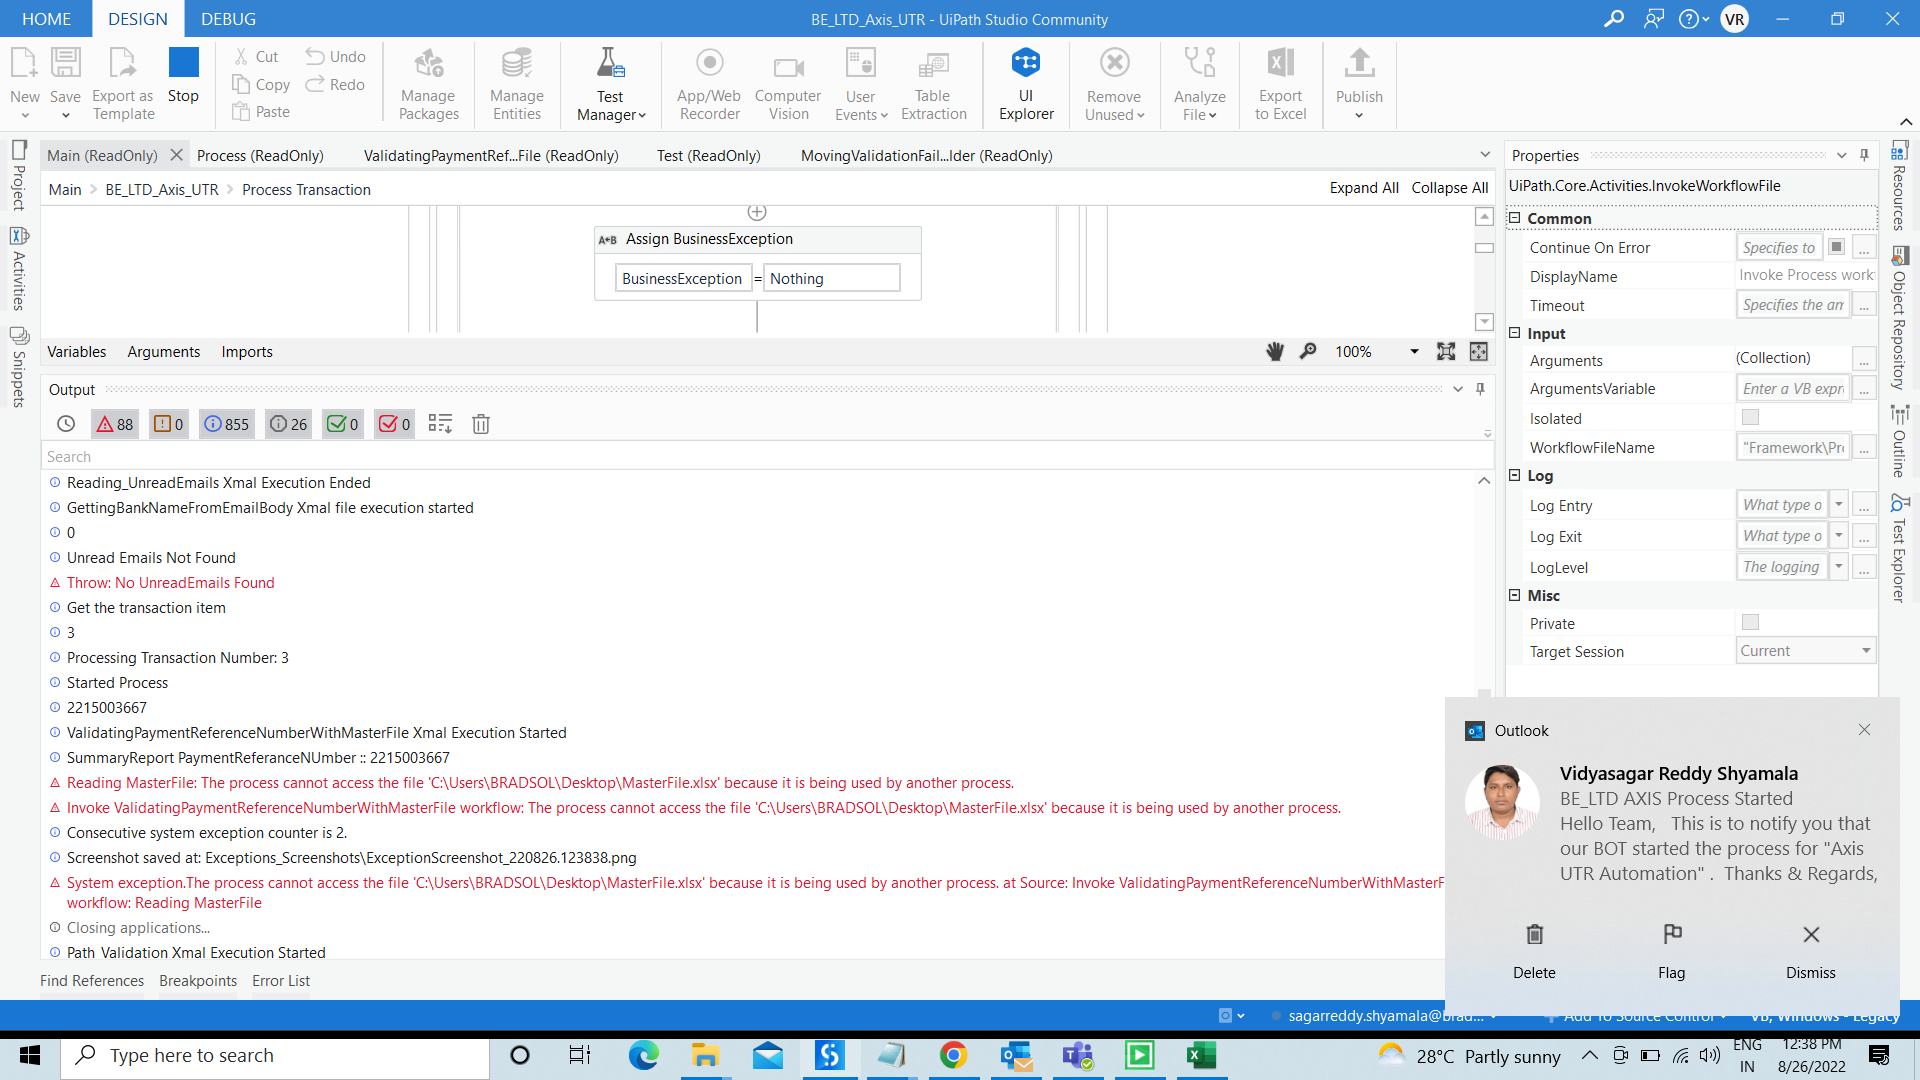 HOME
DESIGN
DEBUG
BE_LTD_Axis_UTR - UiPath Studio Community
VR
New
Save
Export as Template
Stop
Cut
Copy
Paste
Undo
Redo
Manage Packages
Manage Entities
Test Manager
App/Web Recorder
Computer Vision
User Events
Table Extraction
UI Explorer
Remove Unused
Analyze File
Export to Excel
Publish
Main (ReadOnly)
Process (ReadOnly)
ValidatingPaymentRef...File (ReadOnly)
Test (ReadOnly)
MovingValidationFail...lder (ReadOnly)
Main
BE_LTD_Axis_UTR
Process Transaction
Expand All
Collapse All
Project
Activities
Snippets
A+B Assign BusinessException
BusinessException = Nothing
Variables
Arguments
Imports
100%
Output
88
0
855
26
0
0
Search
Reading_UnreadEmails Xmal Execution Ended
GettingBankNameFromEmailBody Xmal file execution started
0
Unread Emails Not Found
Throw: No UnreadEmails Found
Get the transaction item
3
Processing Transaction Number: 3
Started Process
2215003667
ValidatingPaymentReferenceNumberWithMasterFile Xmal Execution Started
SummaryReport PaymentReferanceNUmber :: 2215003667
Reading MasterFile: The process cannot access the file 'C:\Users\BRADSOL\Desktop\MasterFile.xlsx' because it is being used by another process.
Invoke ValidatingPaymentReferenceNumberWithMasterFile workflow: The process cannot access the file 'C:\Users\BRADSOL\Desktop\MasterFile.xlsx' because it is being used by another process.
Consecutive system exception counter is 2.
Screenshot saved at: Exceptions_Screenshots\ExceptionScreenshot_220826.123838.png
System exception.The process cannot access the file 'C:\Users\BRADSOL\Desktop\MasterFile.xlsx' because it is being used by another process. at Source: Invoke ValidatingPaymentReferenceNumberWithMasterF
workflow: Reading MasterFile
Closing applications...
Path Validation Xmal Execution Started
Find References
Breakpoints
Error List
Properties
UiPath.Core.Activities.InvokeWorkflowFile
Common
Continue On Error Specifies to ...
DisplayName Invoke Process work
Timeout Specifies the am ...
Input
Arguments (Collection) ...
ArgumentsVariable Enter a VB expr ...
Isolated
WorkflowFileName "Framework\Pro ...
Log
Log Entry What type o ...
Log Exit What type o ...
LogLevel The logging ...
Misc
Private
Target Session Current
Resources
Object Repository
Outline
Test Explorer
Outlook
Vidyasagar Reddy Shyamala
BE_LTD AXIS Process Started
Hello Team, This is to notify you that
our BOT started the process for "Axis
UTR Automation" . Thanks & Regards,
Delete
Flag
Dismiss
sagarreddy.shyamala@brad...
Add To Source Control
VB, Windows - Legacy
Type here to search
28°C Partly sunny
ENG
IN
12:38 PM
8/26/2022